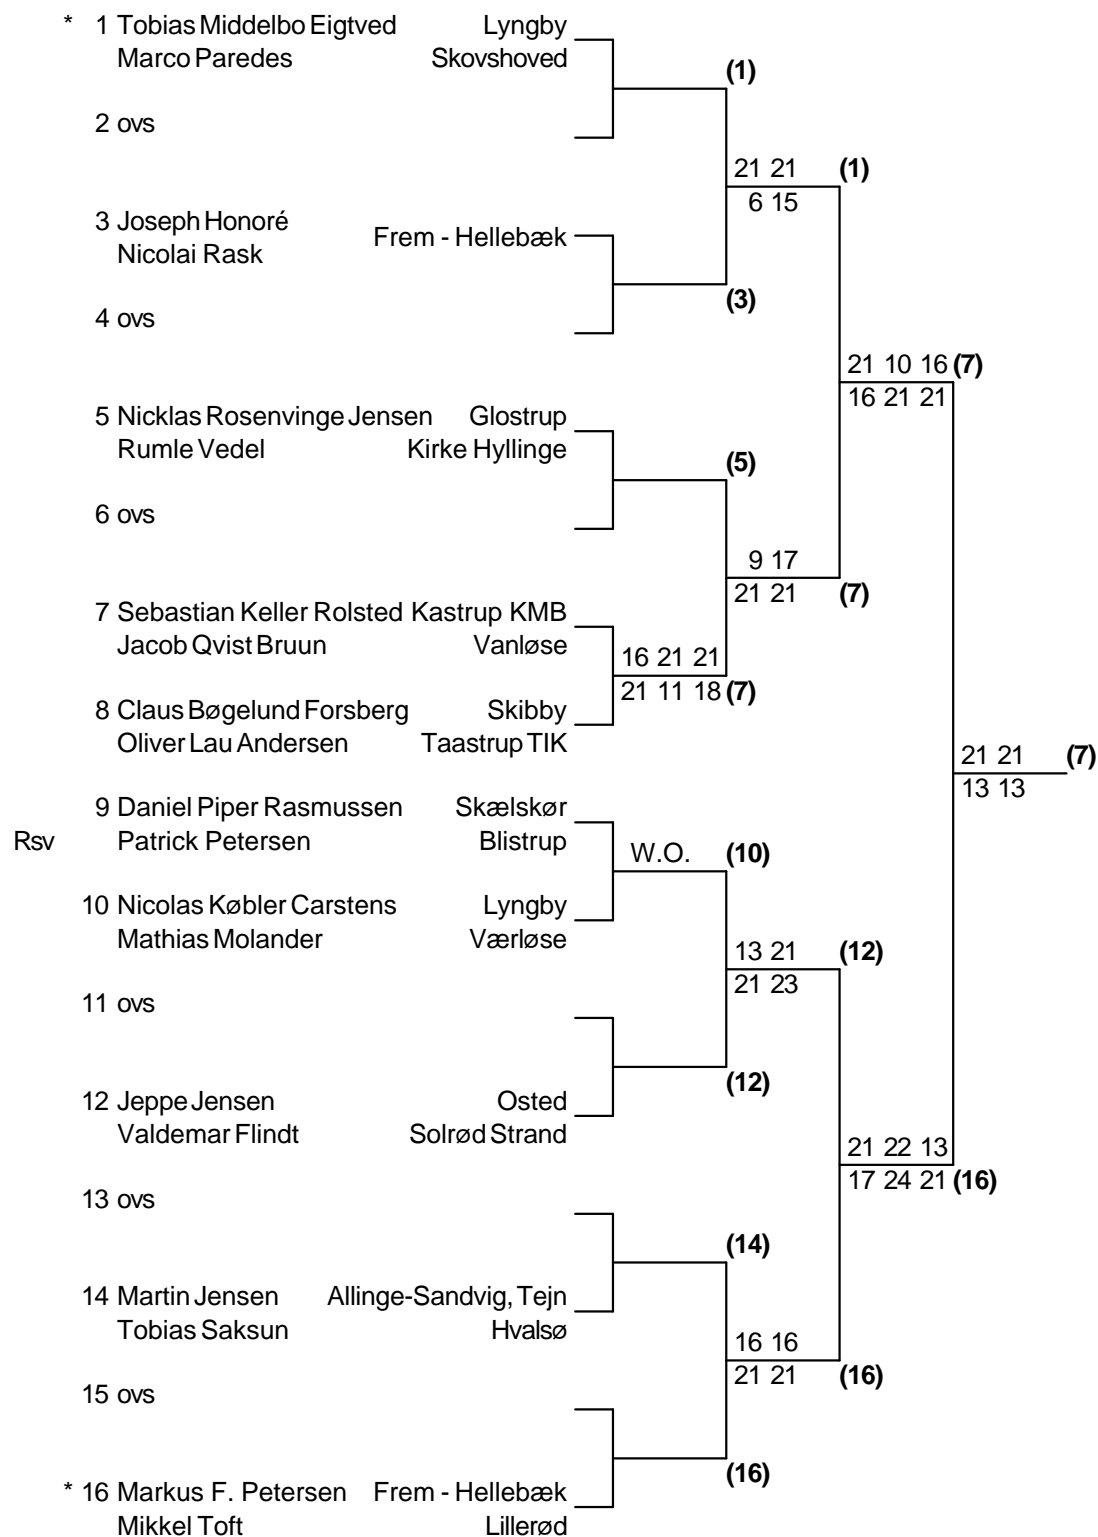 * 1 Tobias Middelbo Eigtved Lyngby
Marco Paredes Skovshoved
(1)
2 ovs
21 21 (1)
6 15
3 Joseph Honoré
Frem - Hellebæk
Nicolai Rask
(3)
4 ovs
21 10 16 (7)
16 21 21
5 Nicklas Rosenvinge Jensen Glostrup
Rumle Vedel Kirke Hyllinge
(5)
6 ovs
9 17
21 21 (7)
7 Sebastian Keller Rolsted Kastrup KMB
Jacob Qvist Bruun Vanløse
16 21 21
21 11 18 (7)
8 Claus Bøgelund Forsberg Skibby
Oliver Lau Andersen Taastrup TIK
21 21 (7)
13 13
9 Daniel Piper Rasmussen Skælskør
Rsv Patrick Petersen Blistrup
W.O. (10)
10 Nicolas Købler Carstens Lyngby
Mathias Molander Værløse
13 21 (12)
21 23
11 ovs
(12)
12 Jeppe Jensen Osted
Valdemar Flindt Solrød Strand
21 22 13
17 24 21 (16)
13 ovs
(14)
14 Martin Jensen Allinge-Sandvig, Tejn
Tobias Saksun Hvalsø
16 16
21 21 (16)
15 ovs
(16)
* 16 Markus F. Petersen Frem - Hellebæk
Mikkel Toft Lillerød